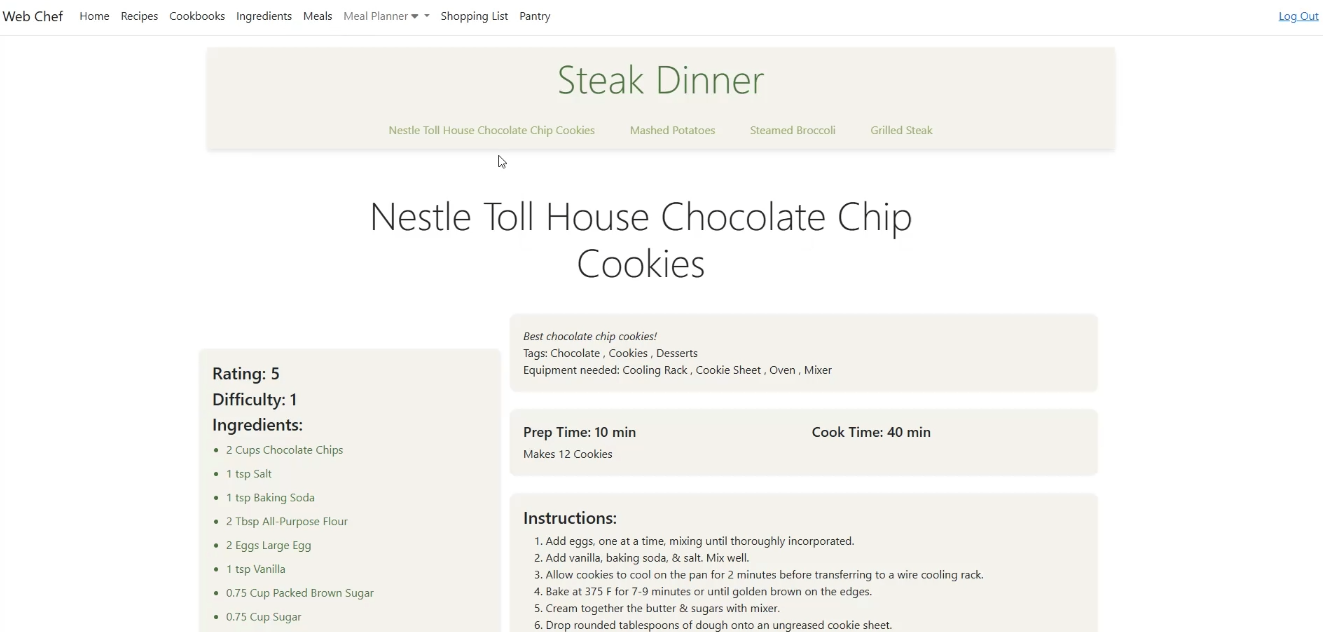 Web Chef Home Recipes Cookbooks Ingredients Meals Meal Planner Shopping List Pantry Log Out
Steak Dinner
Nestle Toll House Chocolate Chip Cookies Mashed Potatoes Steamed Broccoli Grilled Steak
Nestle Toll House Chocolate Chip
Cookies
Rating: 5
Difficulty: 1
Ingredients:
• 2 Cups Chocolate Chips
• 1 tsp Salt
• 1 tsp Baking Soda
• 2 Tbsp All-Purpose Flour
• 2 Eggs Large Egg
• 1 tsp Vanilla
• 0.75 Cup Packed Brown Sugar
• 0.75 Cup Sugar
Best chocolate chip cookies!
Tags: Chocolate , Cookies , Desserts
Equipment needed: Cooling Rack , Cookie Sheet , Oven , Mixer
Prep Time: 10 min Cook Time: 40 min
Makes 12 Cookies
Instructions:
1. Add eggs, one at a time, mixing until thoroughly incorporated.
2. Add vanilla, baking soda, & salt. Mix well.
3. Allow cookies to cool on the pan for 2 minutes before transferring to a wire cooling rack.
4. Bake at 375 F for 7-9 minutes or until golden brown on the edges.
5. Cream together the butter & sugars with mixer.
6. Drop rounded tablespoons of dough onto an ungreased cookie sheet.